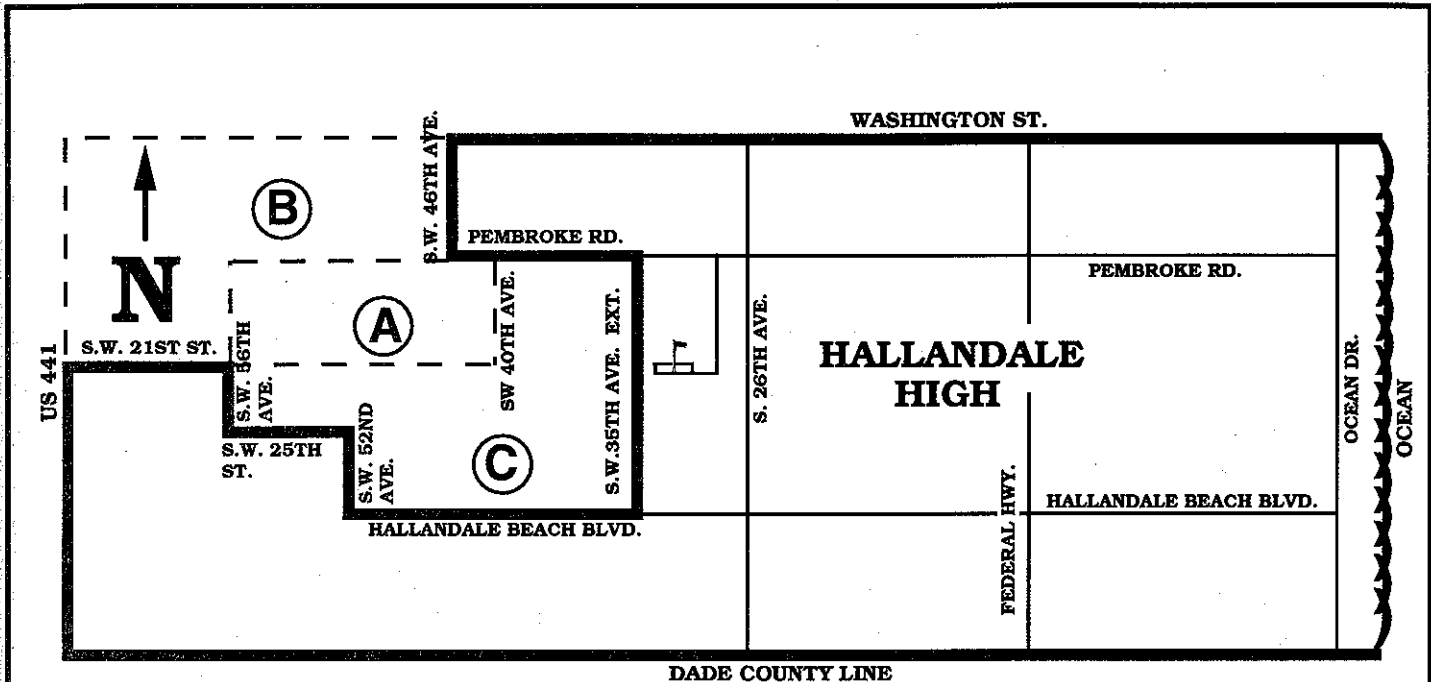 WASHINGTON ST.
S.W. 46TH AVE.
B
PEMBROKE RD.
PEMBROKE RD.
N
A
SW 40TH AVE.
S.W.35TH AVE. EXT.
S. 26TH AVE.
HALLANDALE
HIGH
OCEAN DR.
OCEAN
US 441
S.W. 21ST ST.
S.W. 56TH
AVE.
S.W. 25TH
ST.
S.W. 52ND
AVE.
C
FEDERAL HWY.
HALLANDALE BEACH BLVD.
HALLANDALE BEACH BLVD.
DADE COUNTY LINE